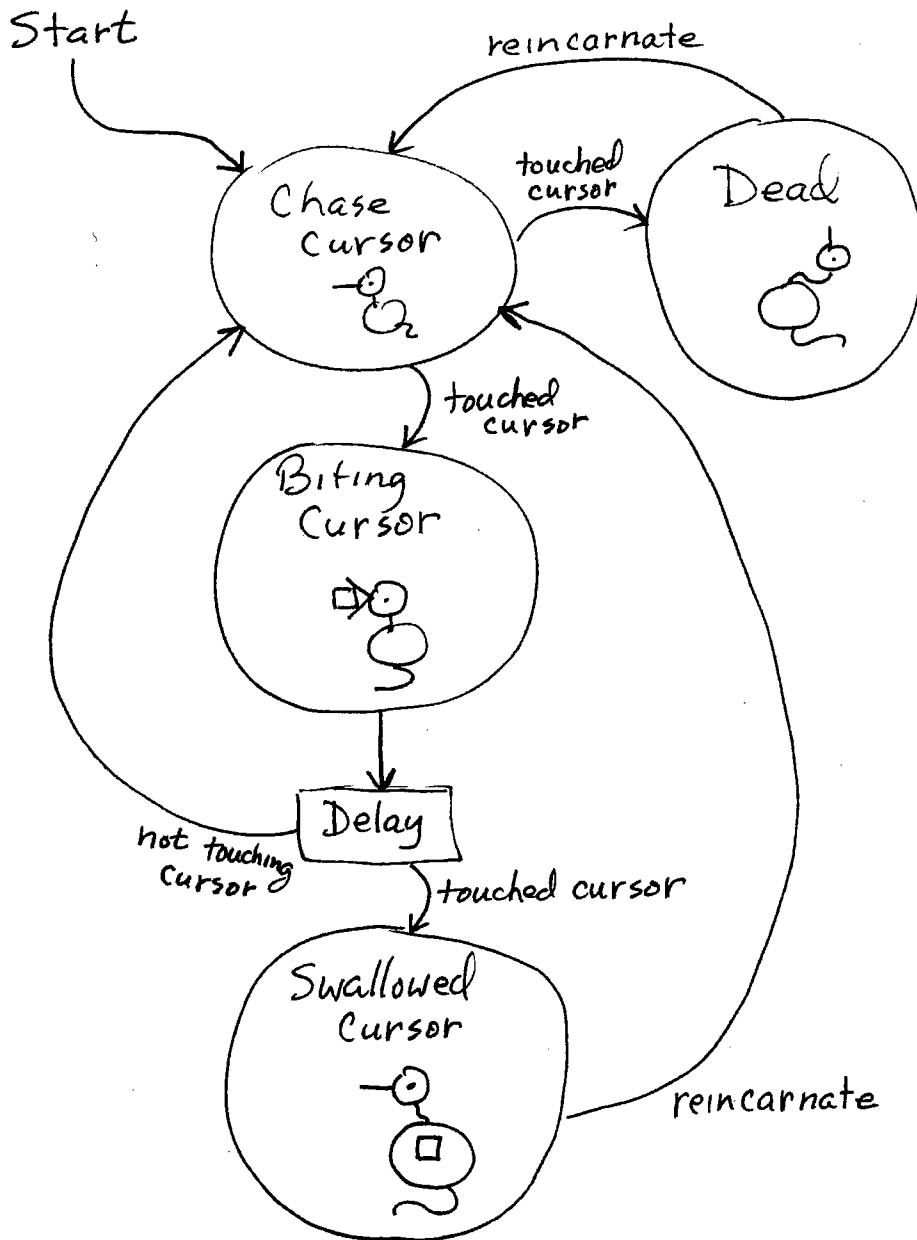 Start
reincarnate
touched
cursor
Dead
Chase
Cursor
touched
cursor
Biting
Cursor
Delay
not touching
cursor
touched cursor
Swallowed
Cursor
reincarnate